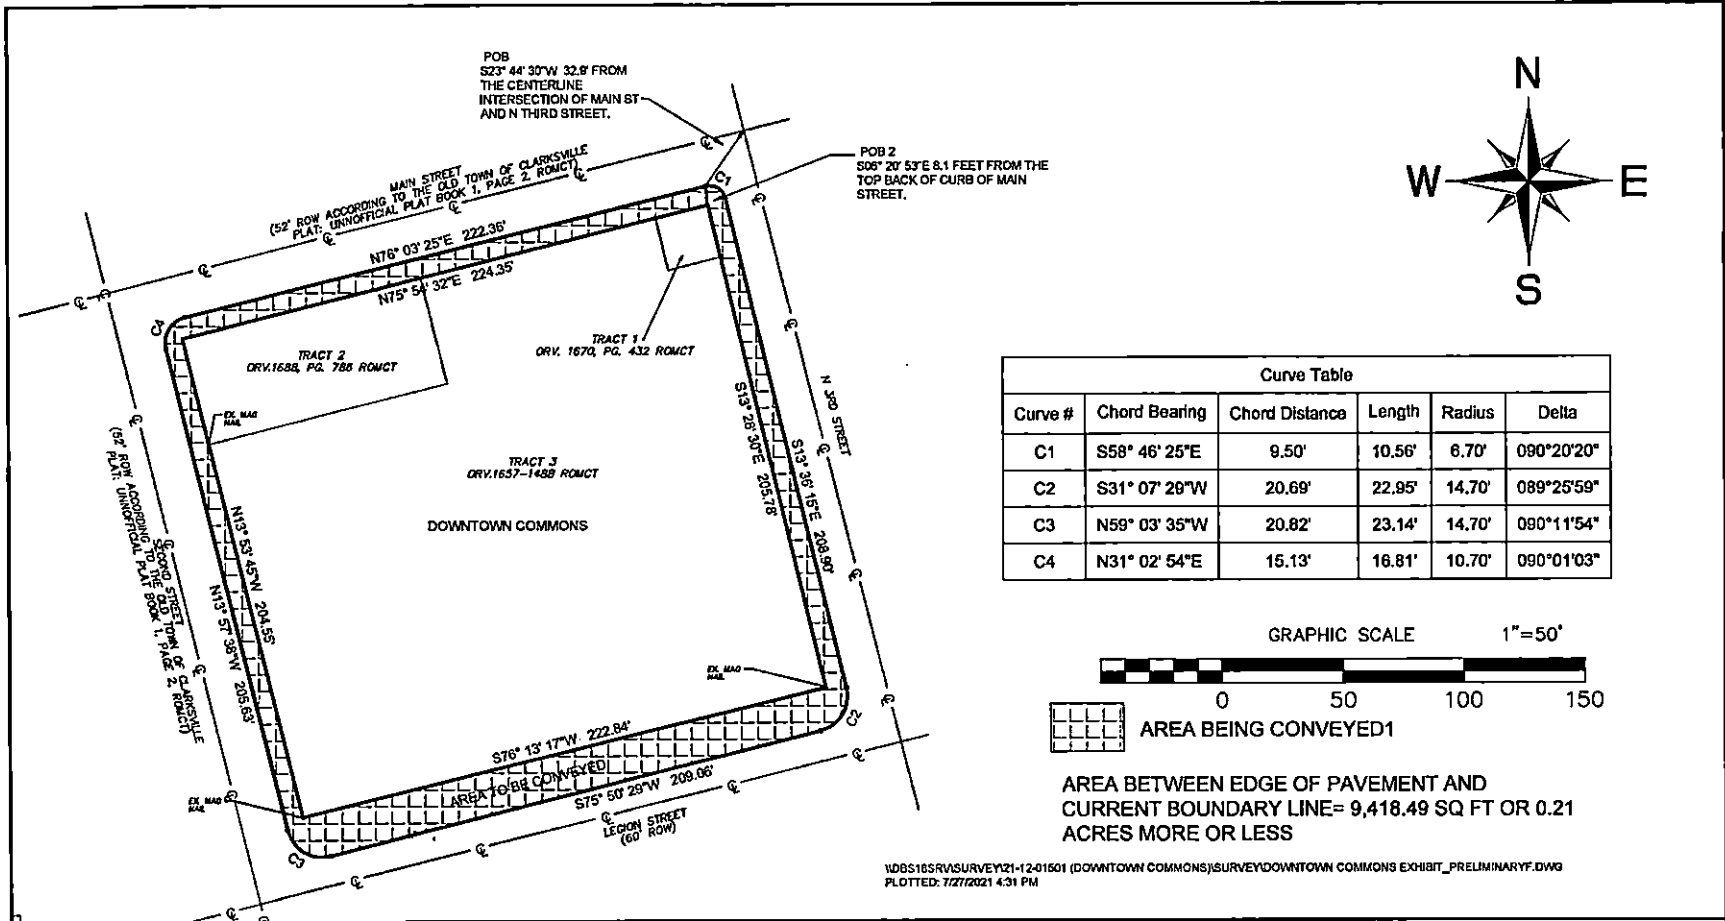 POB
S23° 44' 30"W 32.9' FROM
THE CENTERLINE
INTERSECTION OF MAIN ST
AND N THIRD STREET.
POB 2
S06° 20' 53"E 8.1 FEET FROM THE
TOP BACK OF CURB OF MAIN
STREET.
MAIN STREET
(52' ROW ACCORDING TO THE OLD TOWN OF CLARKSVILLE
PLAT: UNNOFFICIAL PLAT BOOK 1, PAGE 2, ROMCT)
N76° 03' 25"E 222.36'
N75° 54' 32"E 224.35'
C1
C4
TRACT 2
ORV.1688, PG. 788 ROMCT
TRACT 1
ORV. 1670, PG. 432 ROMCT
EX. MAG
NAIL
TRACT 3
ORV.1657-1488 ROMCT
DOWNTOWN COMMONS
N 3RD STREET
S13° 28' 30"E 205.78'
S13° 36' 15"E 208.90'
SECOND STREET
(52' ROW ACCORDING TO THE OLD TOWN OF CLARKSVILLE
PLAT: UNNOFFICIAL PLAT BOOK 1, PAGE 2, ROMCT)
N13° 53' 45"W 204.55'
N13° 57' 38"W 205.63'
EX. MAG
NAIL
C2
S76° 13' 17"W 222.84'
AREA TO BE CONVEYED
S75° 50' 29"W 209.06'
EX. MAG
NAIL
C3
LEGION STREET
(60' ROW)
N
W E
S
Curve Table
Curve # Chord Bearing Chord Distance Length Radius Delta
C1 S58° 46' 25"E 9.50' 10.56' 6.70' 090°20'20"
C2 S31° 07' 29"W 20.69' 22.95' 14.70' 089°25'59"
C3 N59° 03' 35"W 20.82' 23.14' 14.70' 090°11'54"
C4 N31° 02' 54"E 15.13' 16.81' 10.70' 090°01'03"
GRAPHIC SCALE 1"=50'
0 50 100 150
AREA BEING CONVEYED1
AREA BETWEEN EDGE OF PAVEMENT AND
CURRENT BOUNDARY LINE= 9,418.49 SQ FT OR 0.21
ACRES MORE OR LESS
\\DBS16SRV\SURVEY\21-12-01501 (DOWNTOWN COMMONS)\SURVEY\DOWNTOWN COMMONS EXHIBIT_PRELIMINARYF.DWG
PLOTTED: 7/27/2021 4:31 PM